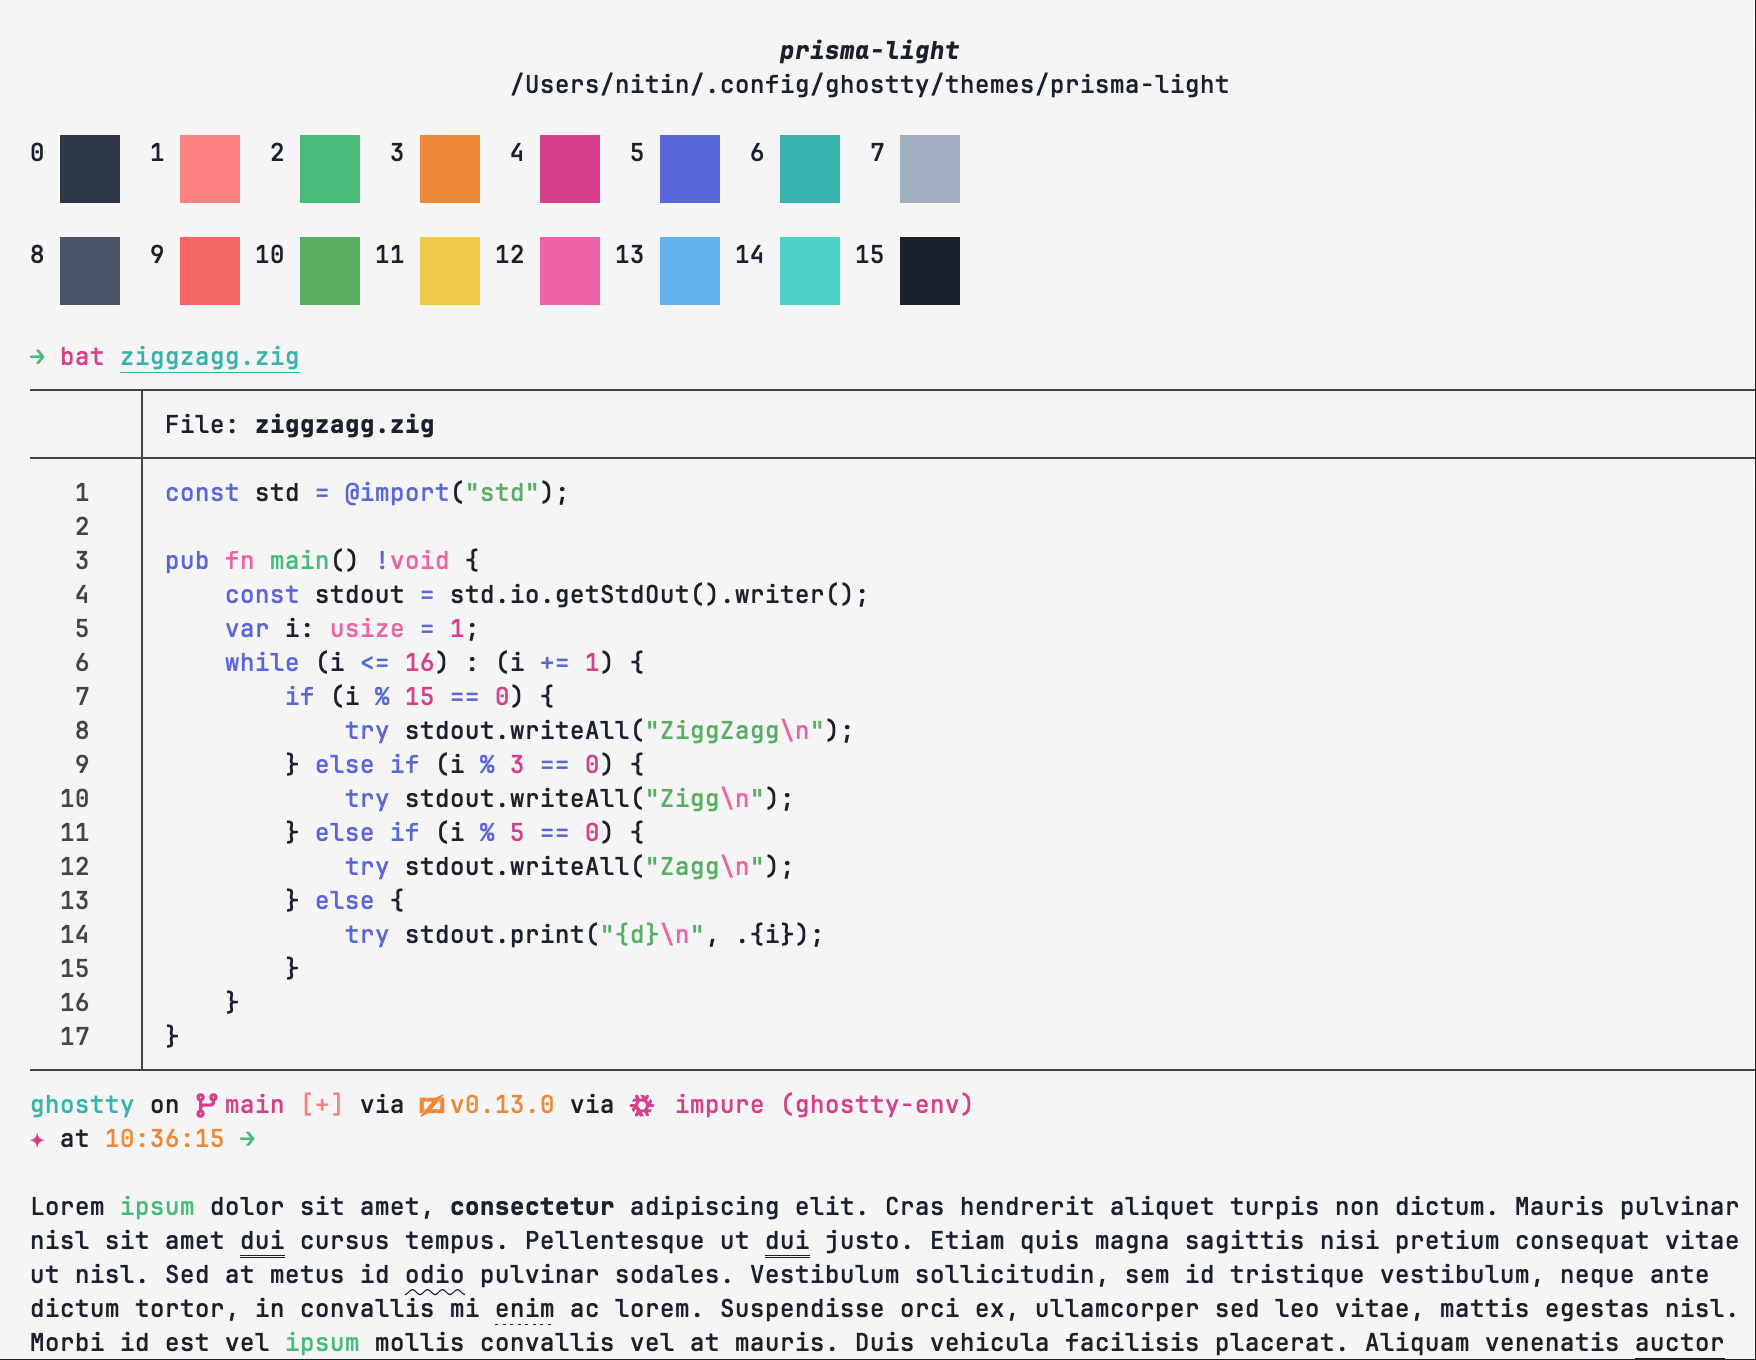 prisma-light
/Users/nitin/.config/ghostty/themes/prisma-light
0 1 2 3 4 5 6 7
8 9 10 11 12 13 14 15
→ bat ziggzagg.zig
File: ziggzagg.zig
1 const std = @import("std");
2
3 pub fn main() !void {
4     const stdout = std.io.getStdOut().writer();
5     var i: usize = 1;
6     while (i <= 16) : (i += 1) {
7         if (i % 15 == 0) {
8             try stdout.writeAll("ZiggZagg\n");
9         } else if (i % 3 == 0) {
10             try stdout.writeAll("Zigg\n");
11         } else if (i % 5 == 0) {
12             try stdout.writeAll("Zagg\n");
13         } else {
14             try stdout.print("{d}\n", .{i});
15         }
16     }
17 }
ghostty on main [+] via v0.13.0 via impure (ghostty-env)
✦ at 10:36:15 →
Lorem ipsum dolor sit amet, consectetur adipiscing elit. Cras hendrerit aliquet turpis non dictum. Mauris pulvinar
nisl sit amet dui cursus tempus. Pellentesque ut dui justo. Etiam quis magna sagittis nisi pretium consequat vitae
ut nisl. Sed at metus id odio pulvinar sodales. Vestibulum sollicitudin, sem id tristique vestibulum, neque ante
dictum tortor, in convallis mi enim ac lorem. Suspendisse orci ex, ullamcorper sed leo vitae, mattis egestas nisl.
Morbi id est vel ipsum mollis convallis vel at mauris. Duis vehicula facilisis placerat. Aliquam venenatis auctor